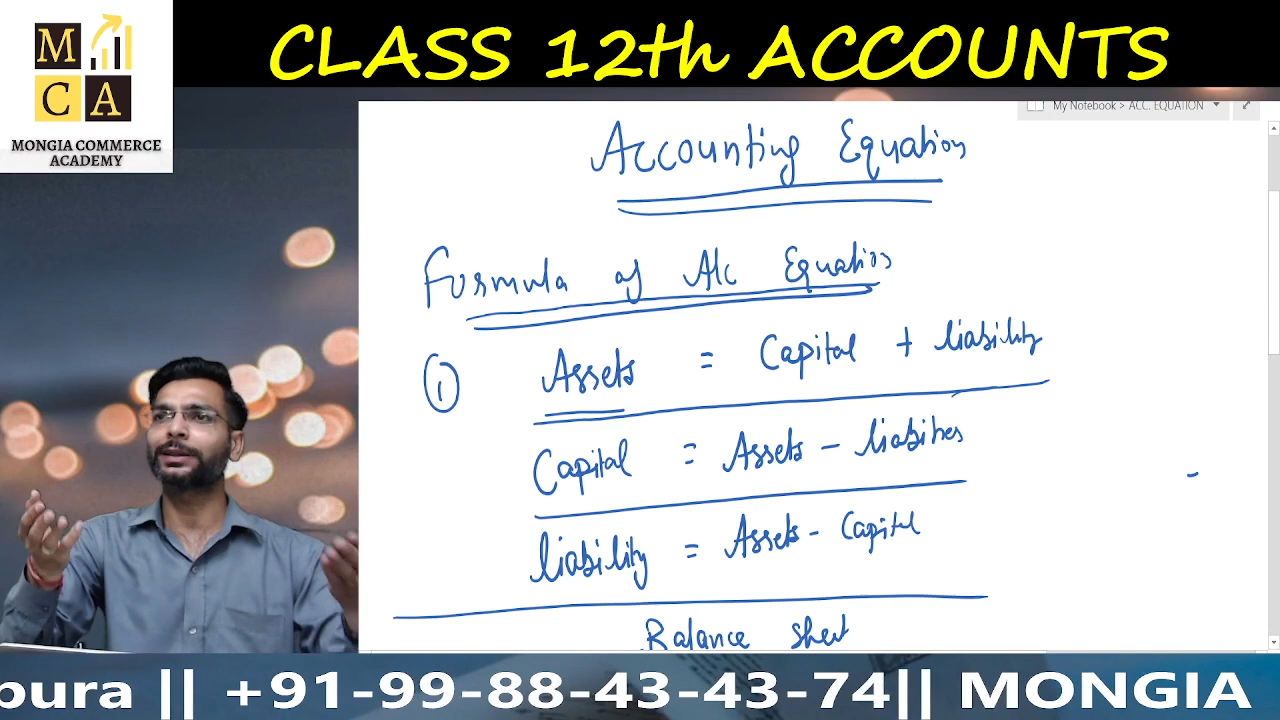 M
C A
MONGIA COMMERCE
ACADEMY
CLASS 12th ACCOUNTS
My Notebook > ACC. EQUATION
Accounting Equation
Formula of A/c Equation
① Assets = Capital + liability
Capital = Assets - liabilities
liability = Assets - Capital
Balance sheet
pura || +91-99-88-43-43-74|| MONGIA